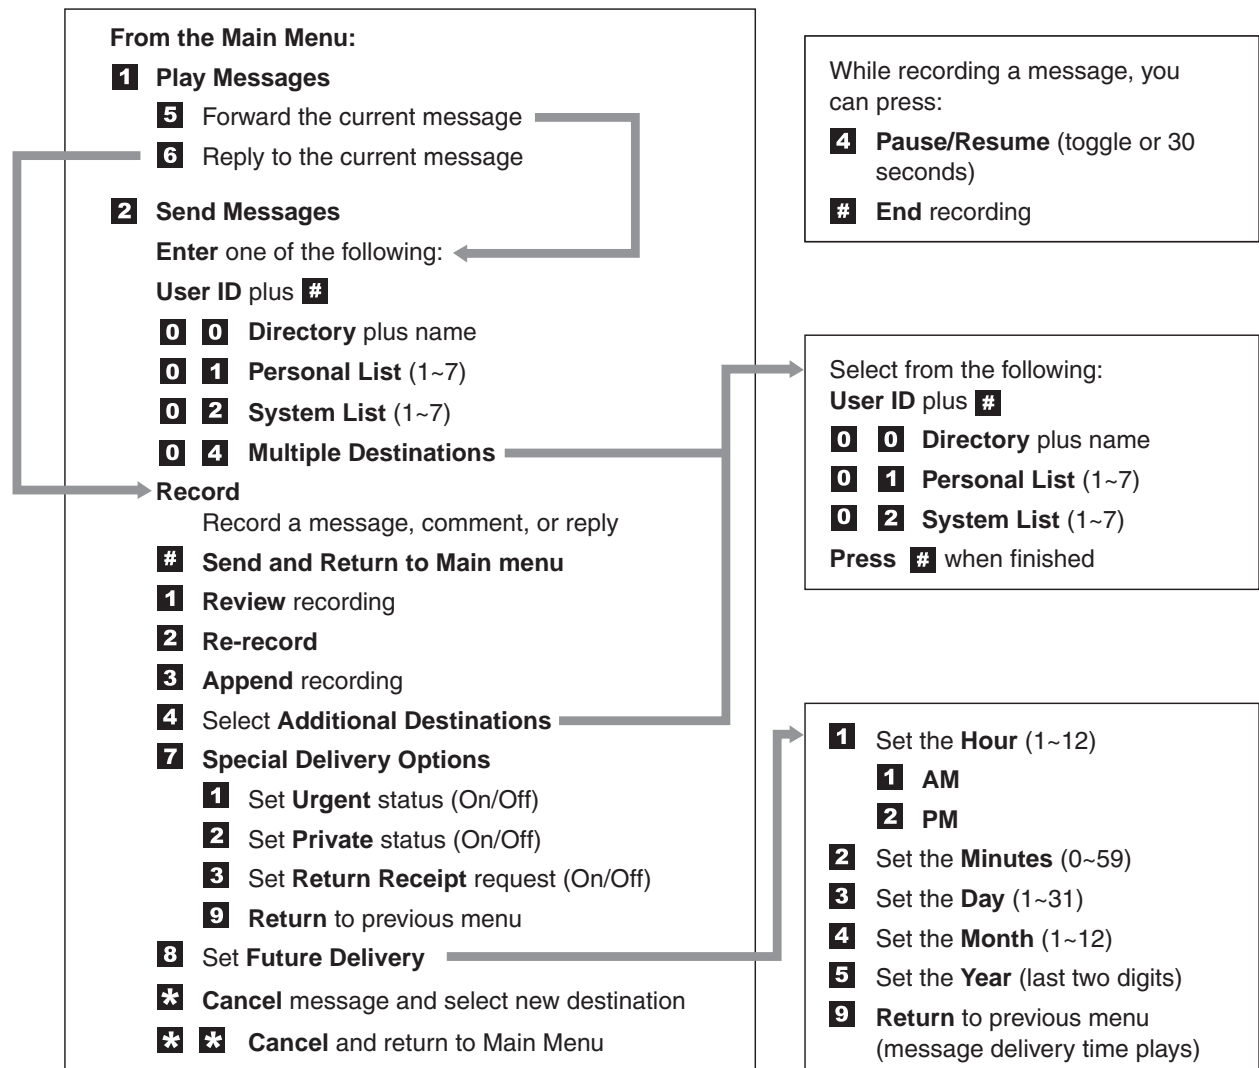 From the Main Menu:
1 Play Messages
5 Forward the current message
6 Reply to the current message
2 Send Messages
Enter one of the following:
User ID plus #
0 0 Directory plus name
0 1 Personal List (1~7)
0 2 System List (1~7)
0 4 Multiple Destinations
Record
Record a message, comment, or reply
# Send and Return to Main menu
1 Review recording
2 Re-record
3 Append recording
4 Select Additional Destinations
7 Special Delivery Options
1 Set Urgent status (On/Off)
2 Set Private status (On/Off)
3 Set Return Receipt request (On/Off)
9 Return to previous menu
8 Set Future Delivery
* Cancel message and select new destination
* * Cancel and return to Main Menu
While recording a message, you
can press:
4 Pause/Resume (toggle or 30
seconds)
# End recording
Select from the following:
User ID plus #
0 0 Directory plus name
0 1 Personal List (1~7)
0 2 System List (1~7)
Press # when finished
1 Set the Hour (1~12)
1 AM
2 PM
2 Set the Minutes (0~59)
3 Set the Day (1~31)
4 Set the Month (1~12)
5 Set the Year (last two digits)
9 Return to previous menu
(message delivery time plays)